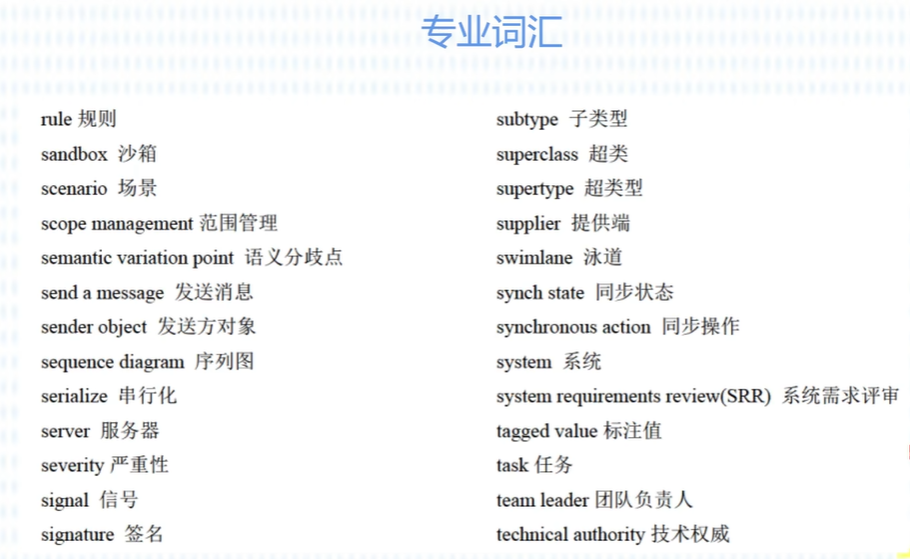 专业词汇
rule 规则
sandbox 沙箱
scenario 场景
scope management 范围管理
semantic variation point 语义分歧点
send a message 发送消息
sender object 发送方对象
sequence diagram 序列图
serialize 串行化
server 服务器
severity 严重性
signal 信号
signature 签名
subtype 子类型
superclass 超类
supertype 超类型
supplier 提供端
swimlane 泳道
synch state 同步状态
synchronous action 同步操作
system 系统
system requirements review(SRR) 系统需求评审
tagged value 标注值
task 任务
team leader 团队负责人
technical authority 技术权威